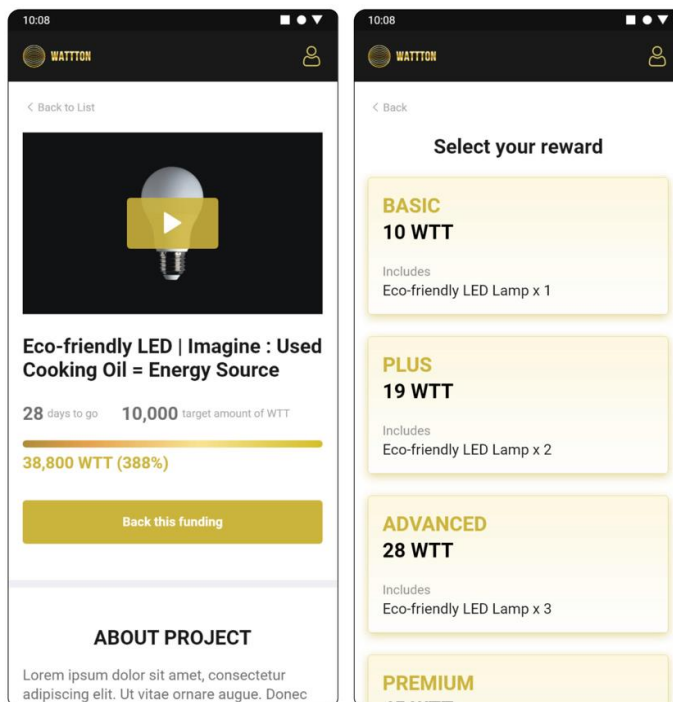 10:08
WATTTON
Back to List
Eco-friendly LED | Imagine : Used
Cooking Oil = Energy Source
28 days to go 10,000 target amount of WTT
38,800 WTT (388%)
Back this funding
ABOUT PROJECT
Lorem ipsum dolor sit amet, consectetur
adipiscing elit. Ut vitae ornare augue. Donec
10:08
WATTTON
Back
Select your reward
BASIC
10 WTT
Includes
Eco-friendly LED Lamp x 1
PLUS
19 WTT
Includes
Eco-friendly LED Lamp x 2
ADVANCED
28 WTT
Includes
Eco-friendly LED Lamp x 3
PREMIUM